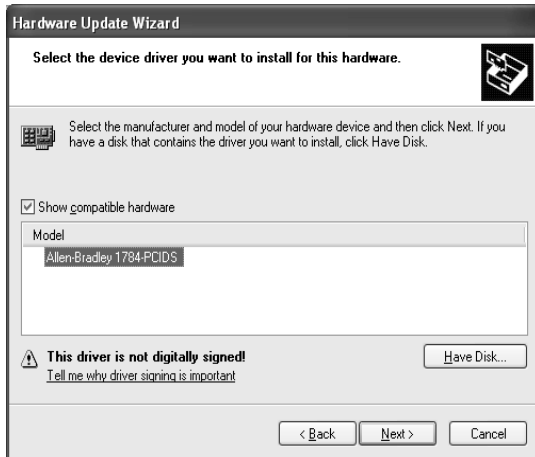 Hardware Update Wizard
Select the device driver you want to install for this hardware.
Select the manufacturer and model of your hardware device and then click Next. If you
have a disk that contains the driver you want to install, click Have Disk.
Show compatible hardware
Model
Allen-Bradley 1784-PCIDS
This driver is not digitally signed!
Have Disk...
Tell me why driver signing is important
< Back
Next >
Cancel